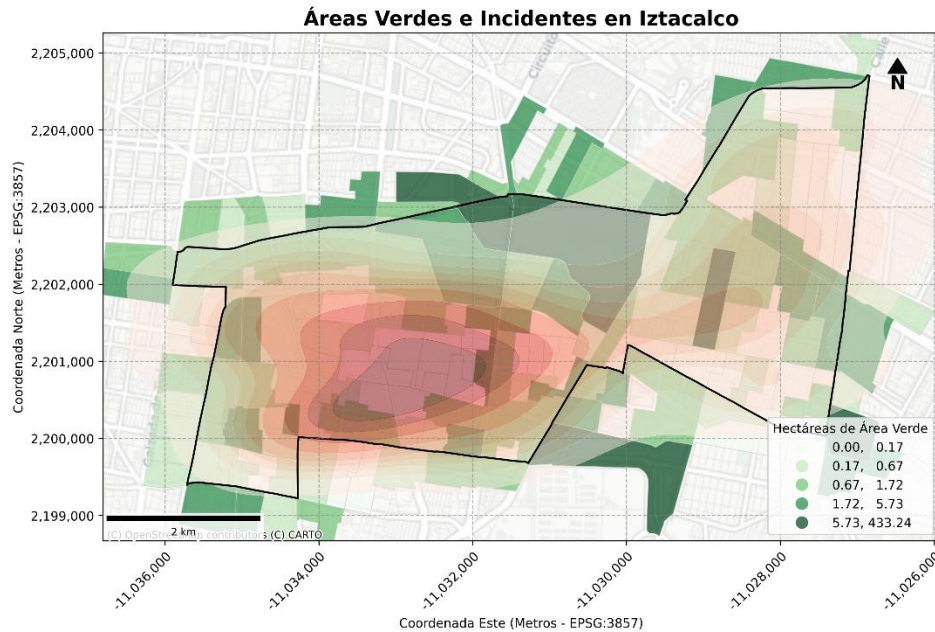 Áreas Verdes e Incidentes en Iztacalco
2,205,000
2,204,000
2,203,000
2,202,000
2,201,000
2,200,000
2,199,000
Coordenada Norte (Metros - EPSG:3857)
Circuito
Calle
N
Hectáreas de Área Verde
0.00, 0.17
0.17, 0.67
0.67, 1.72
1.72, 5.73
5.73, 433.24
2 km
(C) OpenStreetMap contributors (C) CARTO
-11,036,000
-11,034,000
-11,032,000
-11,030,000
-11,028,000
-11,026,000
Coordenada Este (Metros - EPSG:3857)